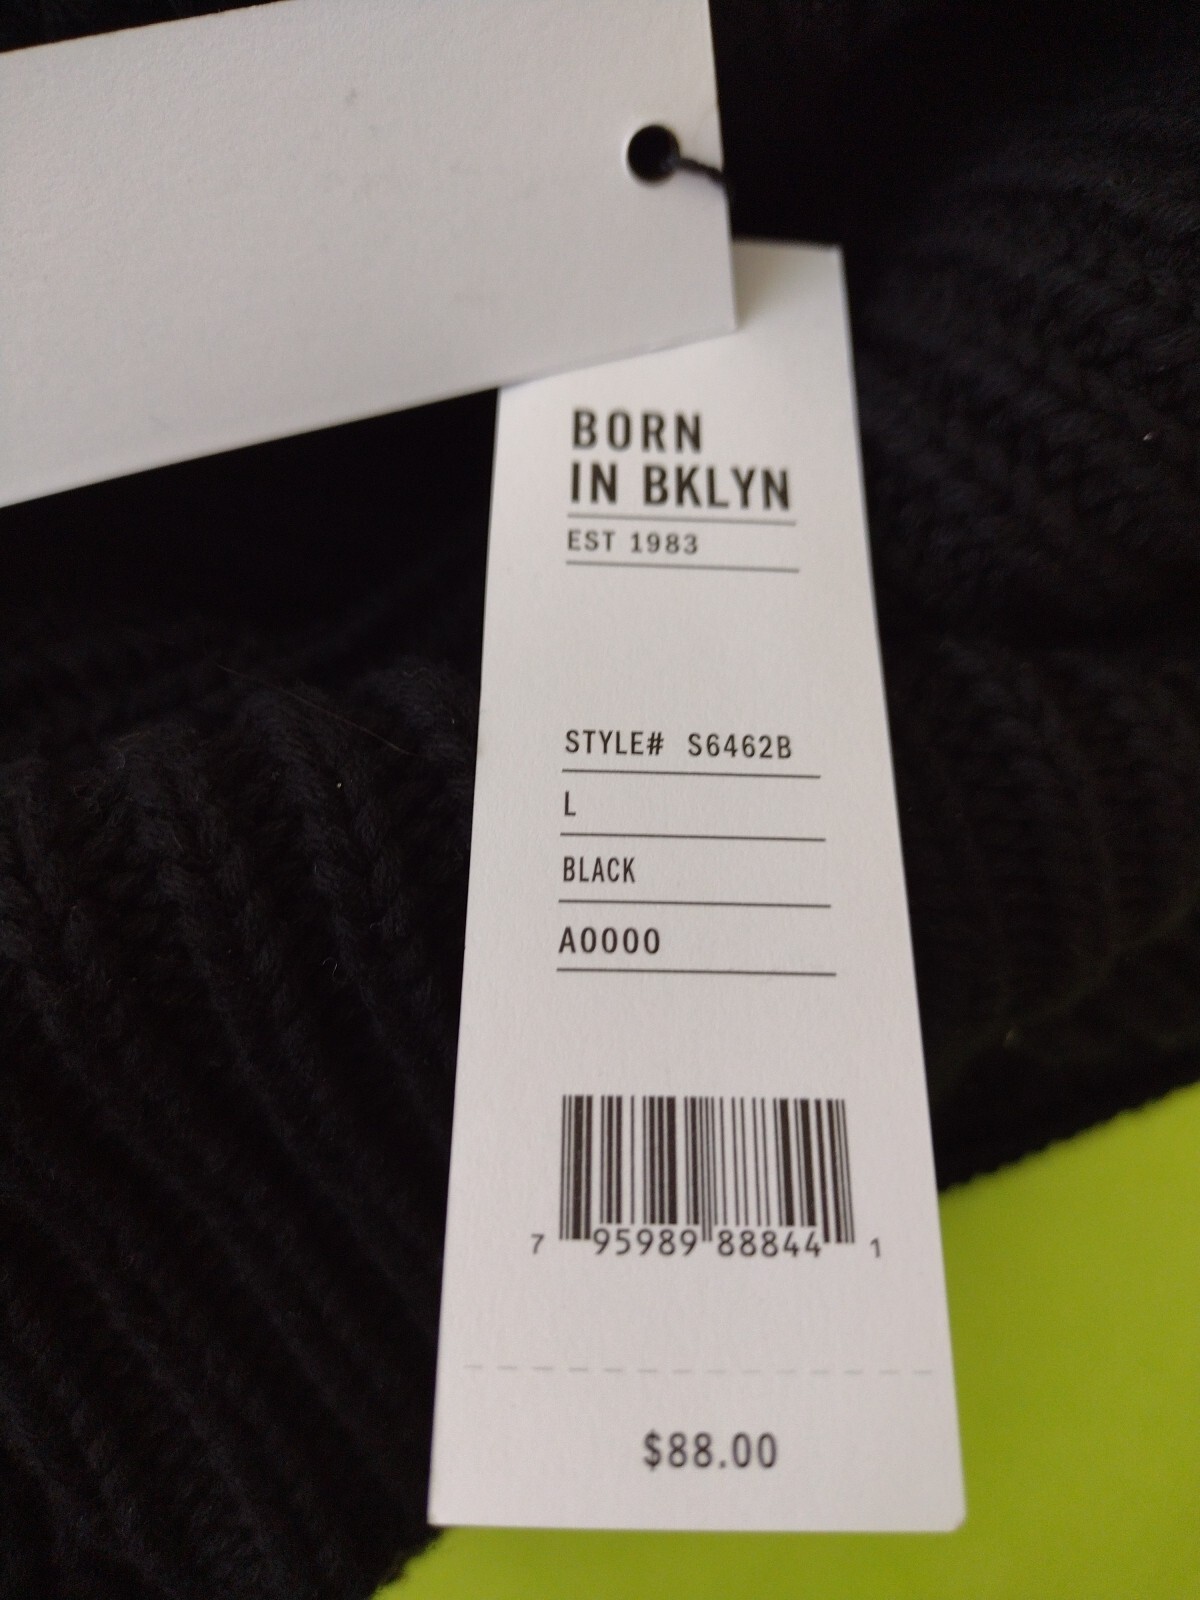 BORN
IN BKLYN
EST 1983
STYLE# S6462B
L
BLACK
A0000
7 95989 88844 1
$88.00